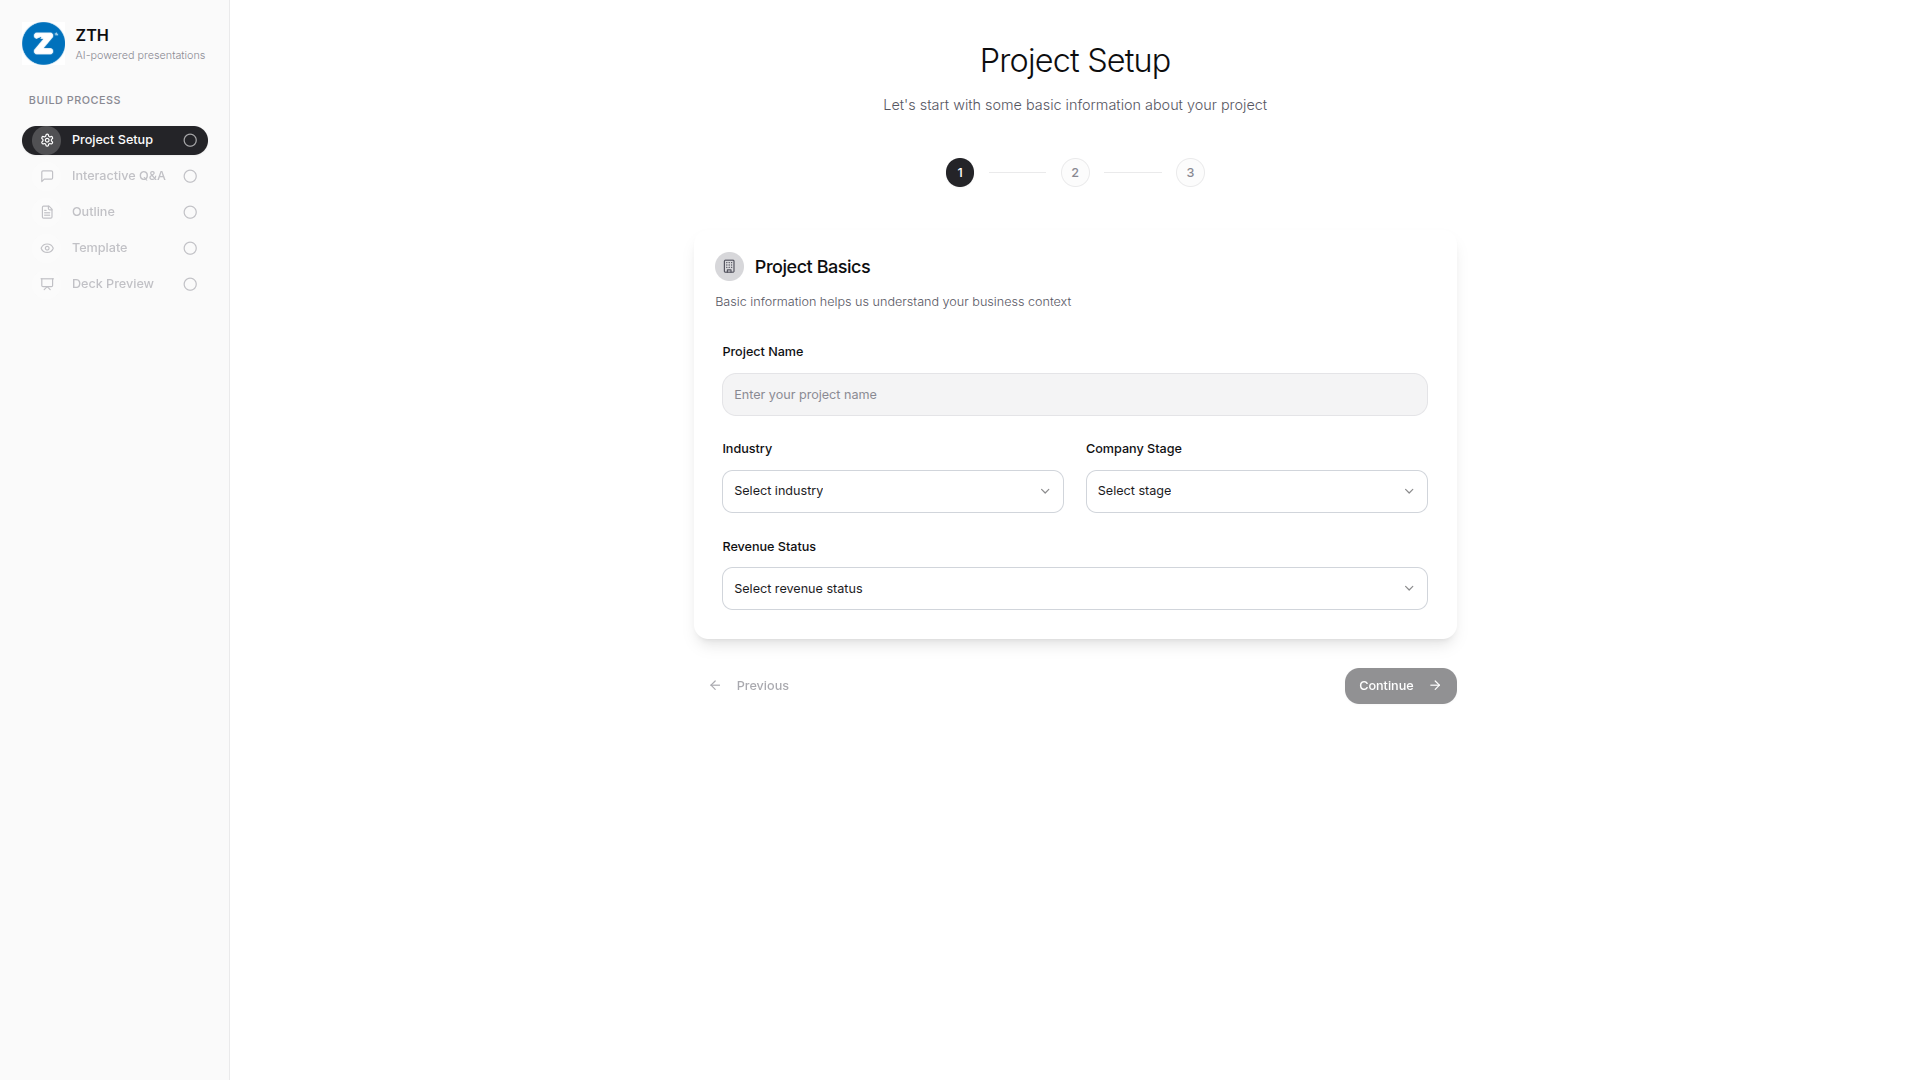 ZTH
AI-powered presentations
BUILD PROCESS
Project Setup
Interactive Q&A
Outline
Template
Deck Preview
Project Setup
Let's start with some basic information about your project
1 2 3
Project Basics
Basic information helps us understand your business context
Project Name
Enter your project name
Industry Company Stage
Select industry Select stage
Revenue Status
Select revenue status
Previous Continue